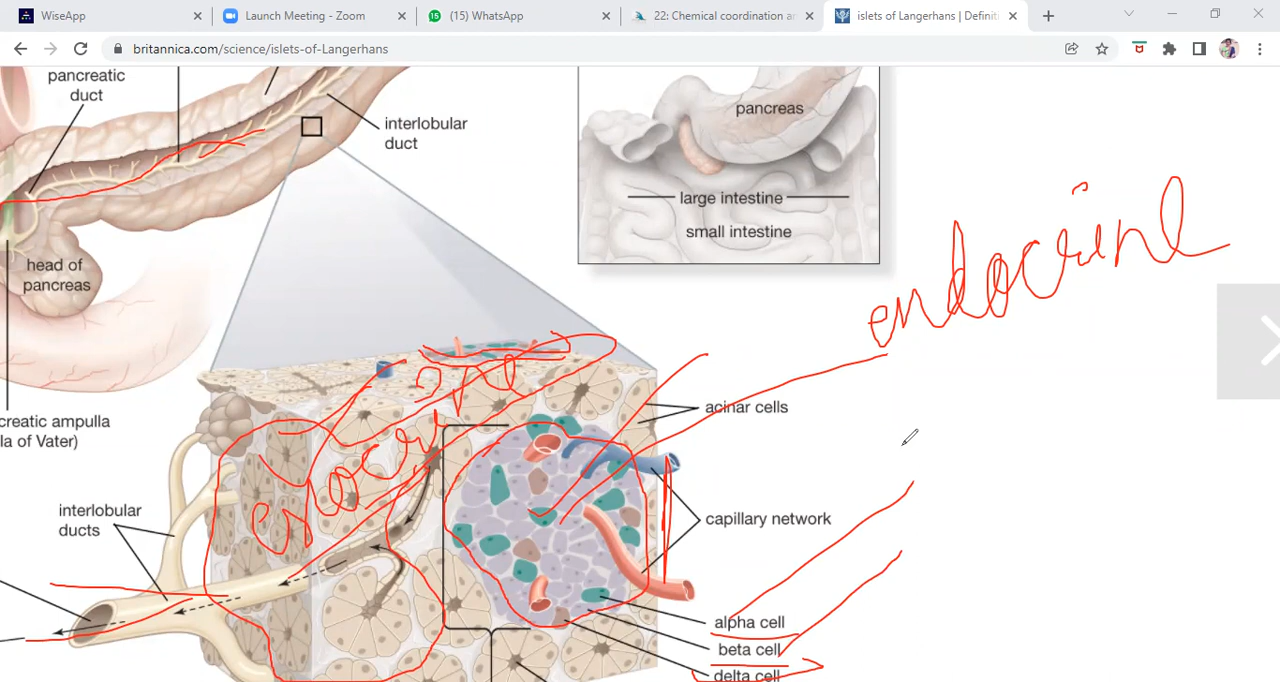 WiseApp
Launch Meeting - Zoom
(15) WhatsApp
22: Chemical coordination an
islets of Langerhans | Definiti
britannica.com/science/islets-of-Langerhans
pancreatic
duct
interlobular
duct
pancreas
large intestine
small intestine
head of
pancreas
endocrine
creatic ampulla
la of Vater)
acinar cells
exocrine
interlobular
ducts
capillary network
alpha cell
beta cell
delta cell